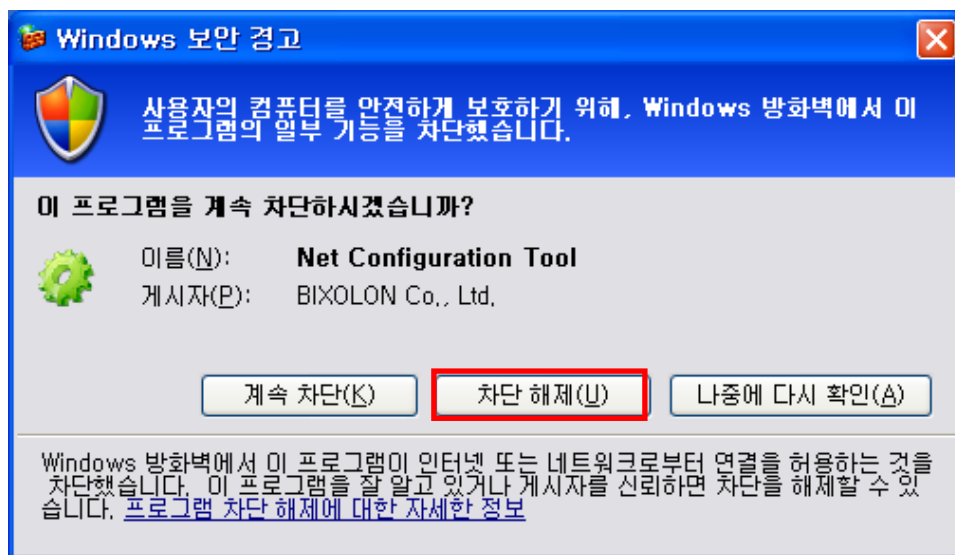 Windows 보안 경고
사용자의 컴퓨터를 안전하게 보호하기 위해, Windows 방화벽에서 이
프로그램의 일부 기능을 차단했습니다.
이 프로그램을 계속 차단하시겠습니까?
이름(N): Net Configuration Tool
게시자(P): BIXOLON Co., Ltd.
계속 차단(K) 차단 해제(U) 나중에 다시 확인(A)
Windows 방화벽에서 이 프로그램이 인터넷 또는 네트워크로부터 연결을 허용하는 것을
차단했습니다. 이 프로그램을 잘 알고 있거나 게시자를 신뢰하면 차단을 해제할 수 있
습니다. 프로그램 차단 해제에 대한 자세한 정보